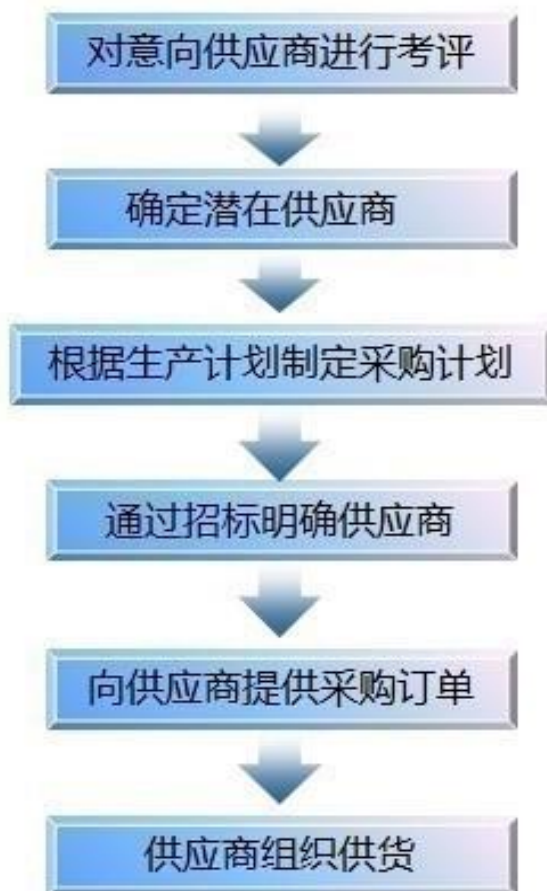 对意向供应商进行考评
确定潜在供应商
根据生产计划制定采购计划
通过招标明确供应商
向供应商提供采购订单
供应商组织供货